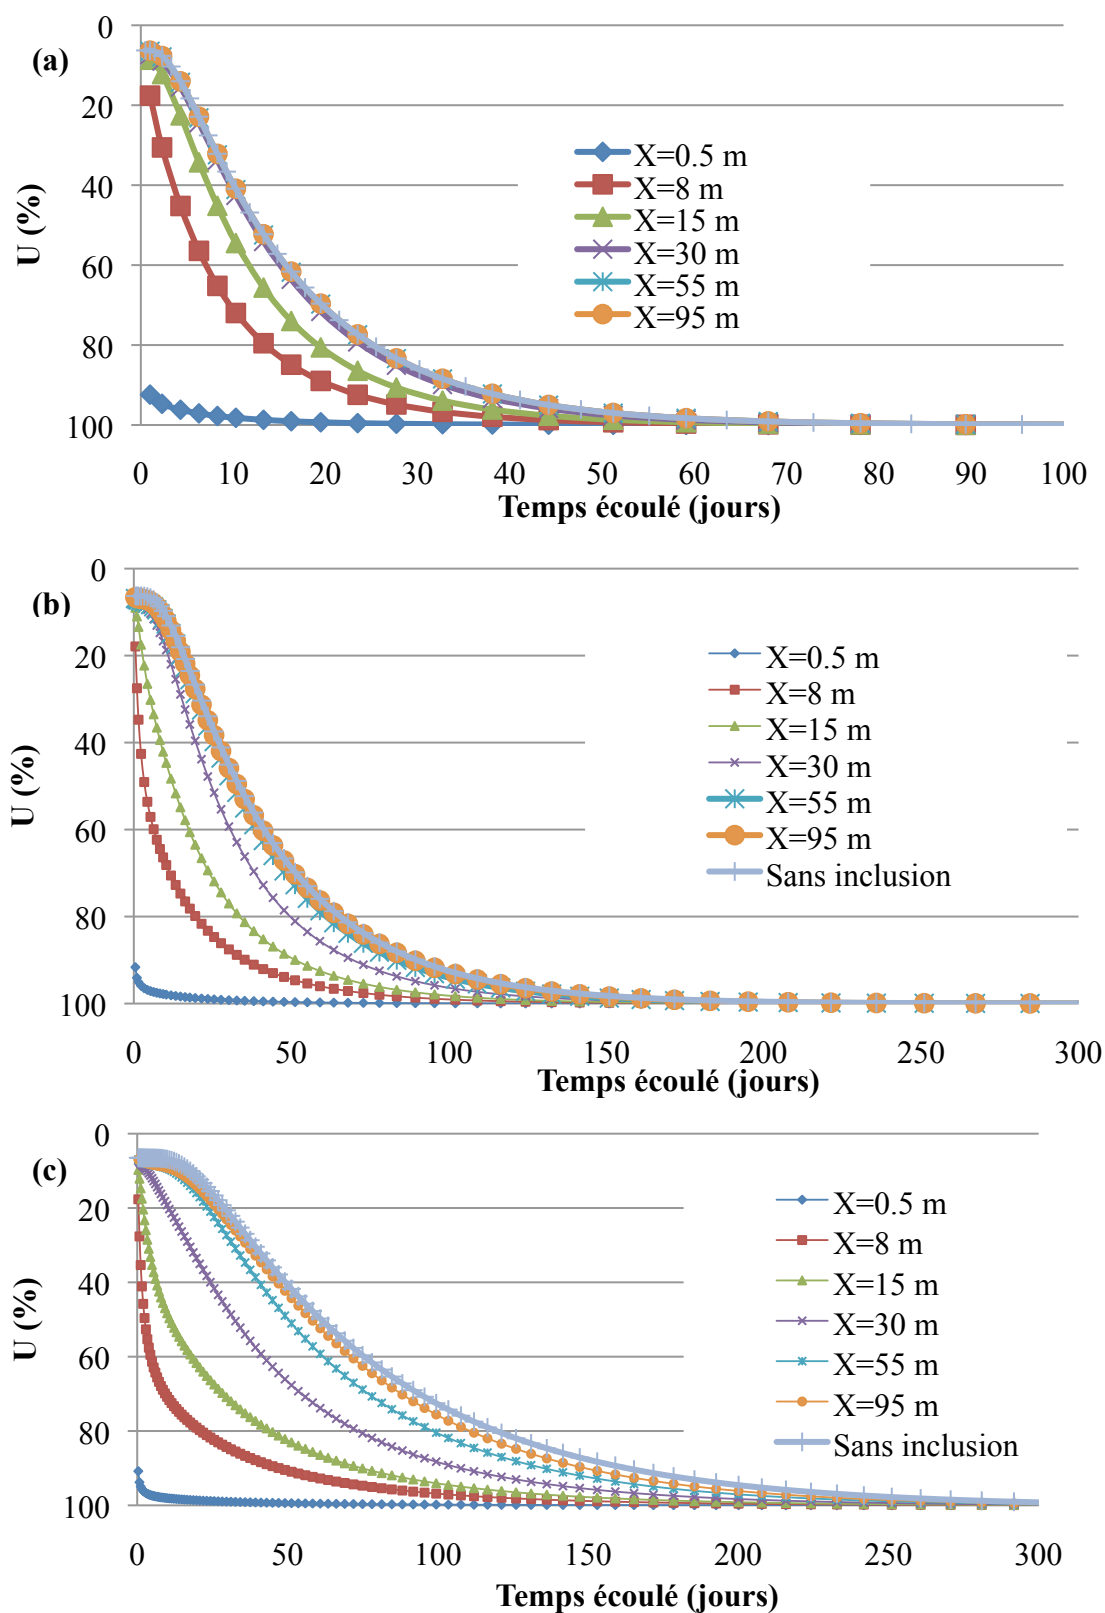 (a)
U (%)
0
20
40
60
80
100
X=0.5 m
X=8 m
X=15 m
X=30 m
X=55 m
X=95 m
0 10 20 30 40 50 60 70 80 90 100
Temps écoulé (jours)
(b)
U (%)
0
20
40
60
80
100
X=0.5 m
X=8 m
X=15 m
X=30 m
X=55 m
X=95 m
Sans inclusion
0 50 100 150 200 250 300
Temps écoulé (jours)
(c)
U (%)
0
20
40
60
80
100
X=0.5 m
X=8 m
X=15 m
X=30 m
X=55 m
X=95 m
Sans inclusion
0 50 100 150 200 250 300
Temps écoulé (jours)